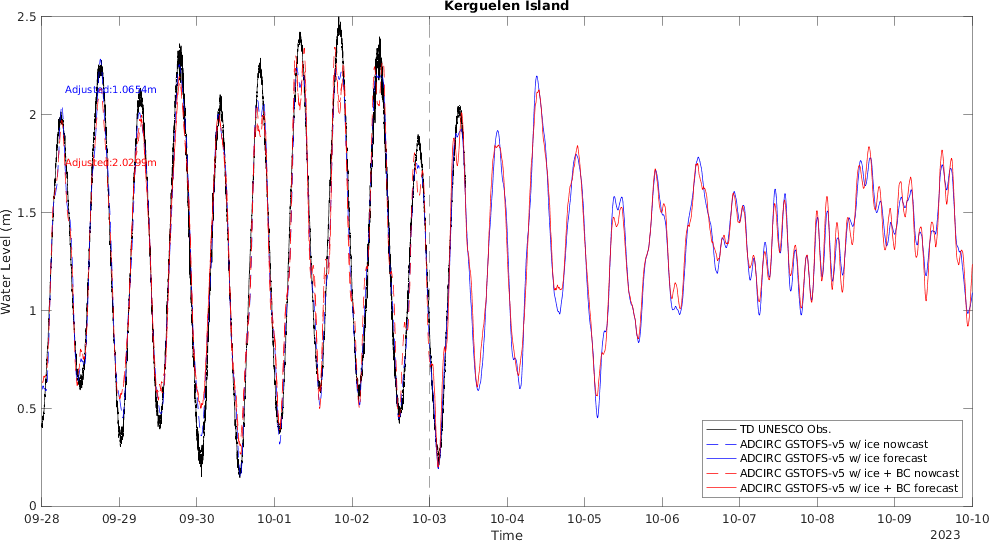 Kerguelen Island
Water Level (m)
2.5
2
1.5
1
0.5
0
Adjusted:1.0654m
Adjusted:2.0299m
TD UNESCO Obs.
ADCIRC GSTOFS-v5 w/ ice nowcast
ADCIRC GSTOFS-v5 w/ ice forecast
ADCIRC GSTOFS-v5 w/ ice + BC nowcast
ADCIRC GSTOFS-v5 w/ ice + BC forecast
09-28 09-29 09-30 10-01 10-02 10-03 10-04 10-05 10-06 10-07 10-08 10-09 10-10
Time
2023